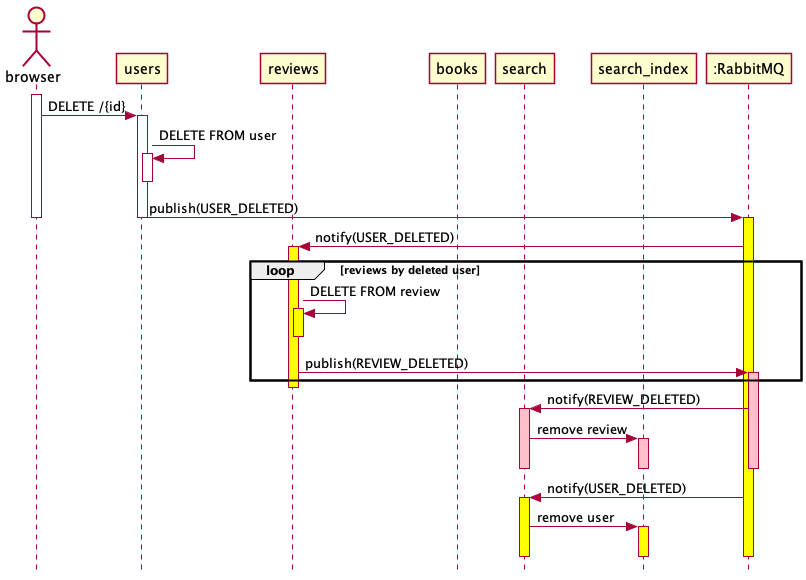 browser
users
reviews
books
search
search_index
:RabbitMQ
DELETE /{id}
DELETE FROM user
publish(USER_DELETED)
notify(USER_DELETED)
loop
[reviews by deleted user]
DELETE FROM review
publish(REVIEW_DELETED)
notify(REVIEW_DELETED)
remove review
notify(USER_DELETED)
remove user